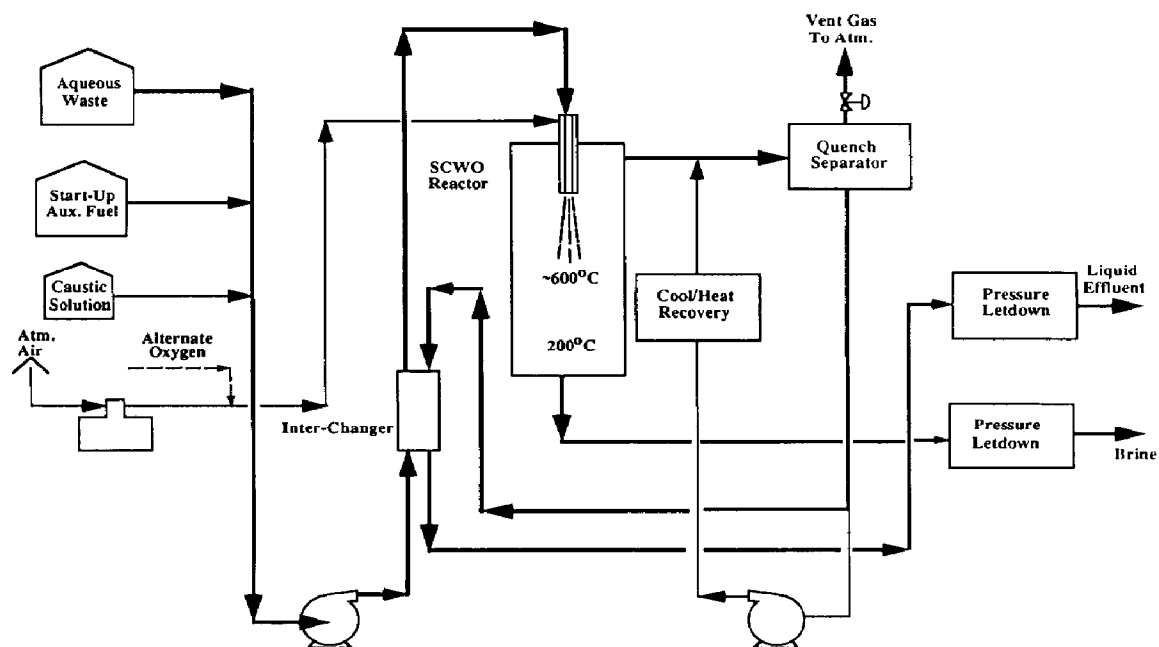 Vent Gas
To Atm.
Aqueous
Waste
Quench
Separator
SCWO
Reactor
Start-Up
Aux. Fuel
~600°C
Caustic
Solution
Cool/Heat
Recovery
Liquid
Effluent
Pressure
Letdown
Atm.
Air
Alternate
Oxygen
200°C
Inter-Changer
Pressure
Letdown
Brine